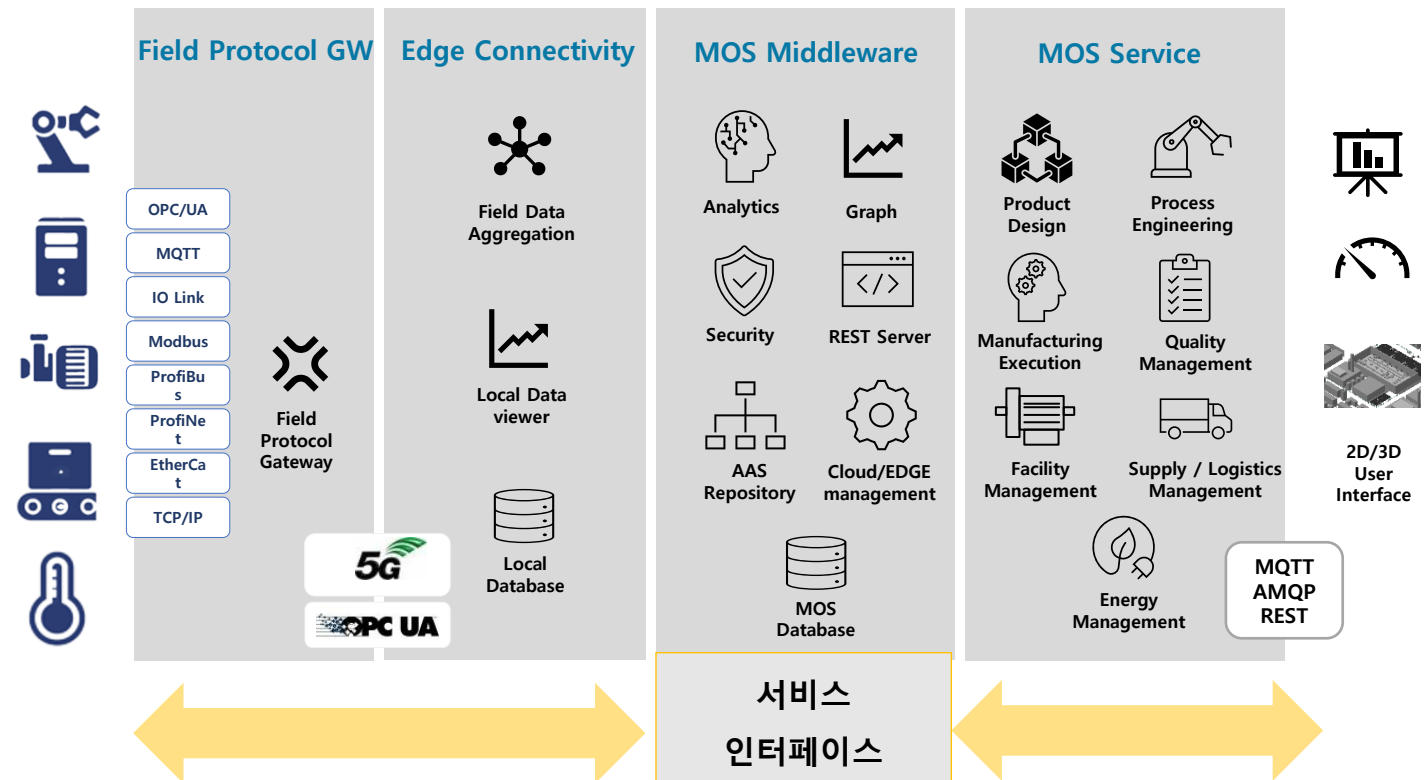 Field Protocol GW
Edge Connectivity
MOS Middleware
MOS Service
OPC/UA
MQTT
IO Link
Modbus
ProfiBu
s
ProfiNe
t
EtherCa
t
TCP/IP
Field
Protocol
Gateway
5G
OPC UA
Field Data
Aggregation
Local Data
viewer
Local
Database
Analytics
Graph
Security
REST Server
AAS
Repository
Cloud/EDGE
management
MOS
Database
Product
Design
Process
Engineering
Manufacturing
Execution
Quality
Management
Facility
Management
Supply / Logistics
Management
Energy
Management
MQTT
AMQP
REST
2D/3D
User
Interface
서비스
인터페이스